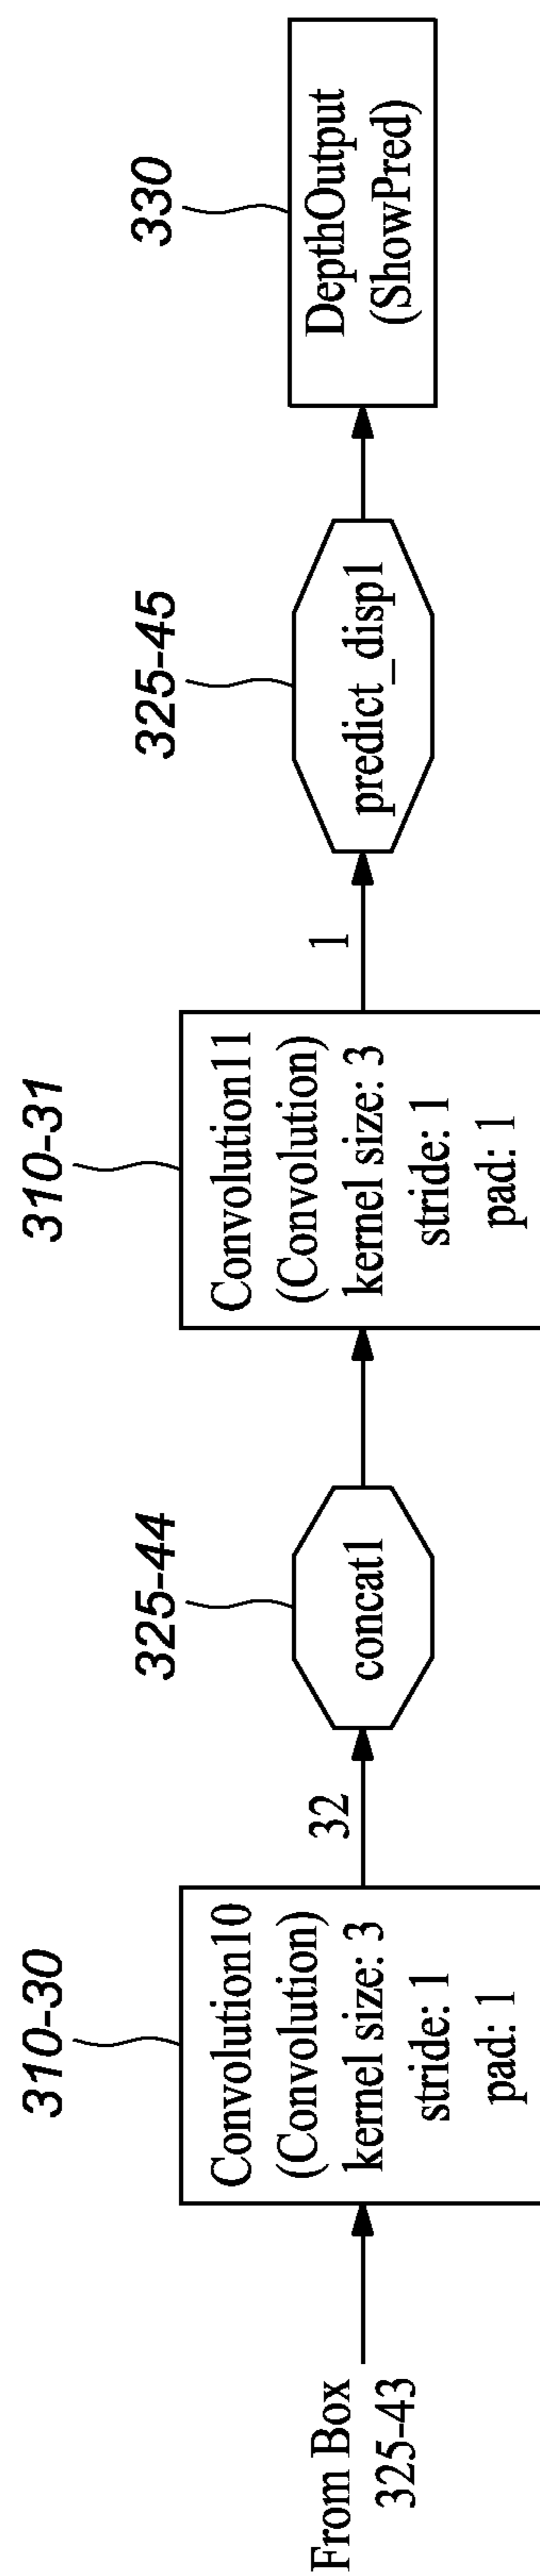 From Box
325-43
310-30
Convolution10
(Convolution)
kernel size: 3
stride: 1
pad: 1
32
325-44
concat1
310-31
Convolution11
(Convolution)
kernel size: 3
stride: 1
pad: 1
1
325-45
predict_disp1
330
DepthOutput
(ShowPred)